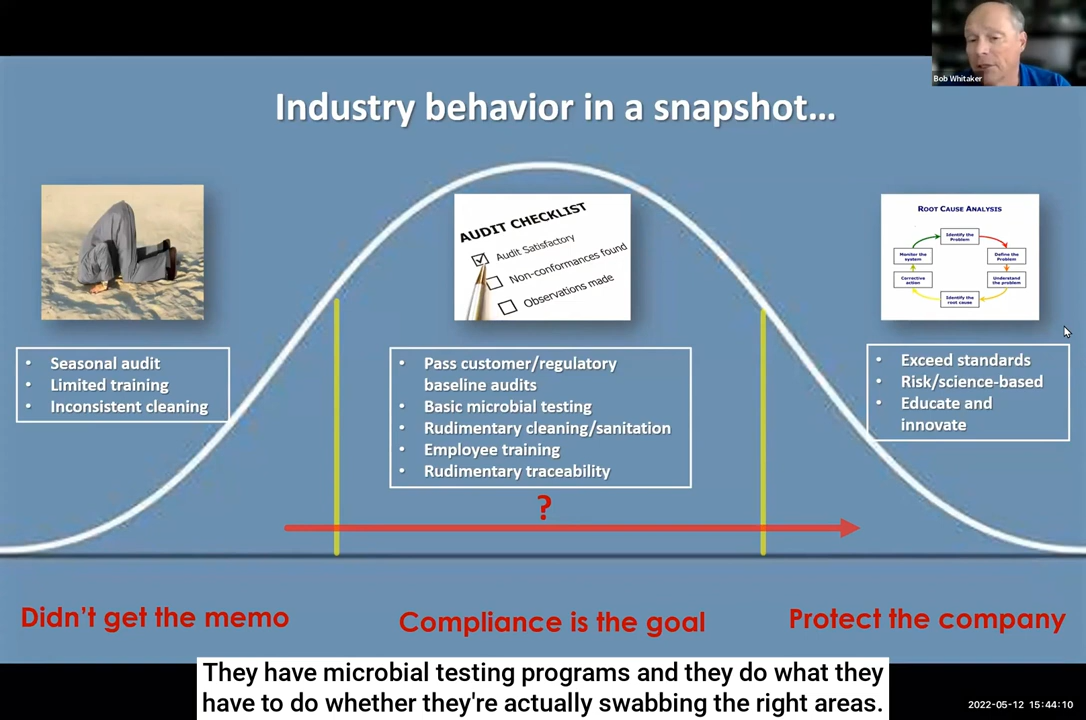 Bob Whitaker
Industry behavior in a snapshot...
AUDIT CHECKLIST
Audit Satisfactory
Non-conformances found
Observations made
ROOT CAUSE ANALYSIS
Identify the
Problem
Define the
Problem
Understand
the problem
Identify the
root cause
Corrective
action
Monitor the
system
• Seasonal audit
• Limited training
• Inconsistent cleaning
• Pass customer/regulatory
baseline audits
• Basic microbial testing
• Rudimentary cleaning/sanitation
• Employee training
• Rudimentary traceability
• Exceed standards
• Risk/science-based
• Educate and
innovate
?
Didn't get the memo
Compliance is the goal
Protect the company
They have microbial testing programs and they do what they
have to do whether they're actually swabbing the right areas.
2022-05-12 15:44:10